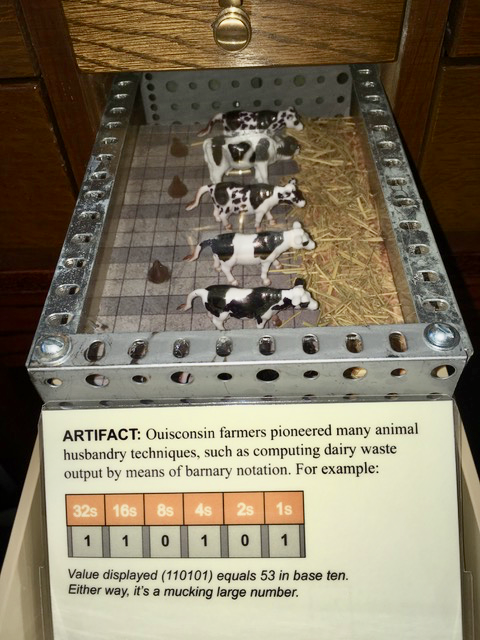 ARTIFACT: Ouisconsin farmers pioneered many animal
husbandry techniques, such as computing dairy waste
output by means of barnary notation. For example:
32s 16s 8s 4s 2s 1s
1 1 0 1 0 1
Value displayed (110101) equals 53 in base ten.
Either way, it's a mucking large number.